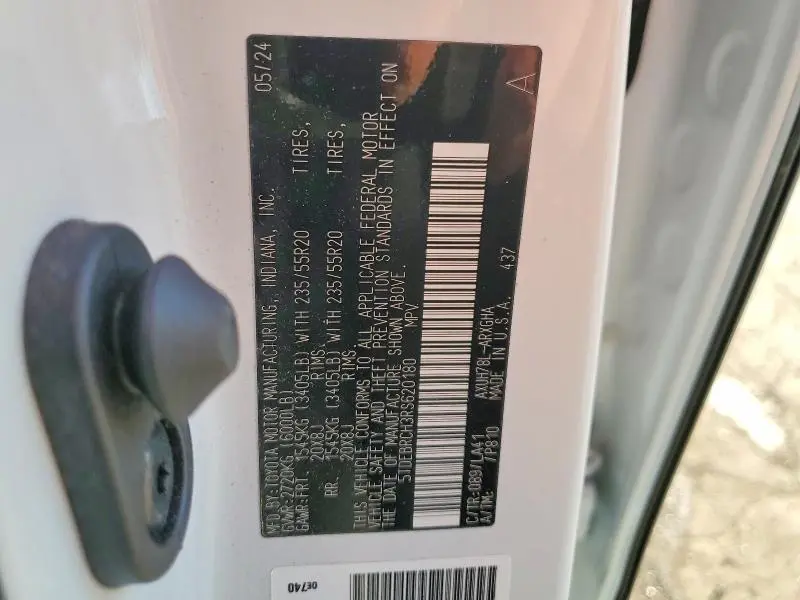 MFD.BY:TOYOTA MOTOR MANUFACTURING, INDIANA, INC. 05/24
GVWR:2720KG (6000LB)
GAWR:FRT. 1545KG (3405LB) WITH 235/55R20 TIRES,
20X8J RIMS,
RR. 1545KG (3405LB) WITH 235/55R20 TIRES,
20X8J RIMS
THIS VEHICLE CONFORMS TO ALL APPLICABLE FEDERAL MOTOR
VEHICLE SAFETY AND THEFT PREVENTION STANDARDS IN EFFECT ON
THE DATE OF MANUFACTURE SHOWN ABOVE.
5TDEBRCH3RS620180 MPV
C/TR:089/LA41 AXUH78L-ARXGHA
A/TM: /P810 MADE IN U.S.A. 437
A
0E740